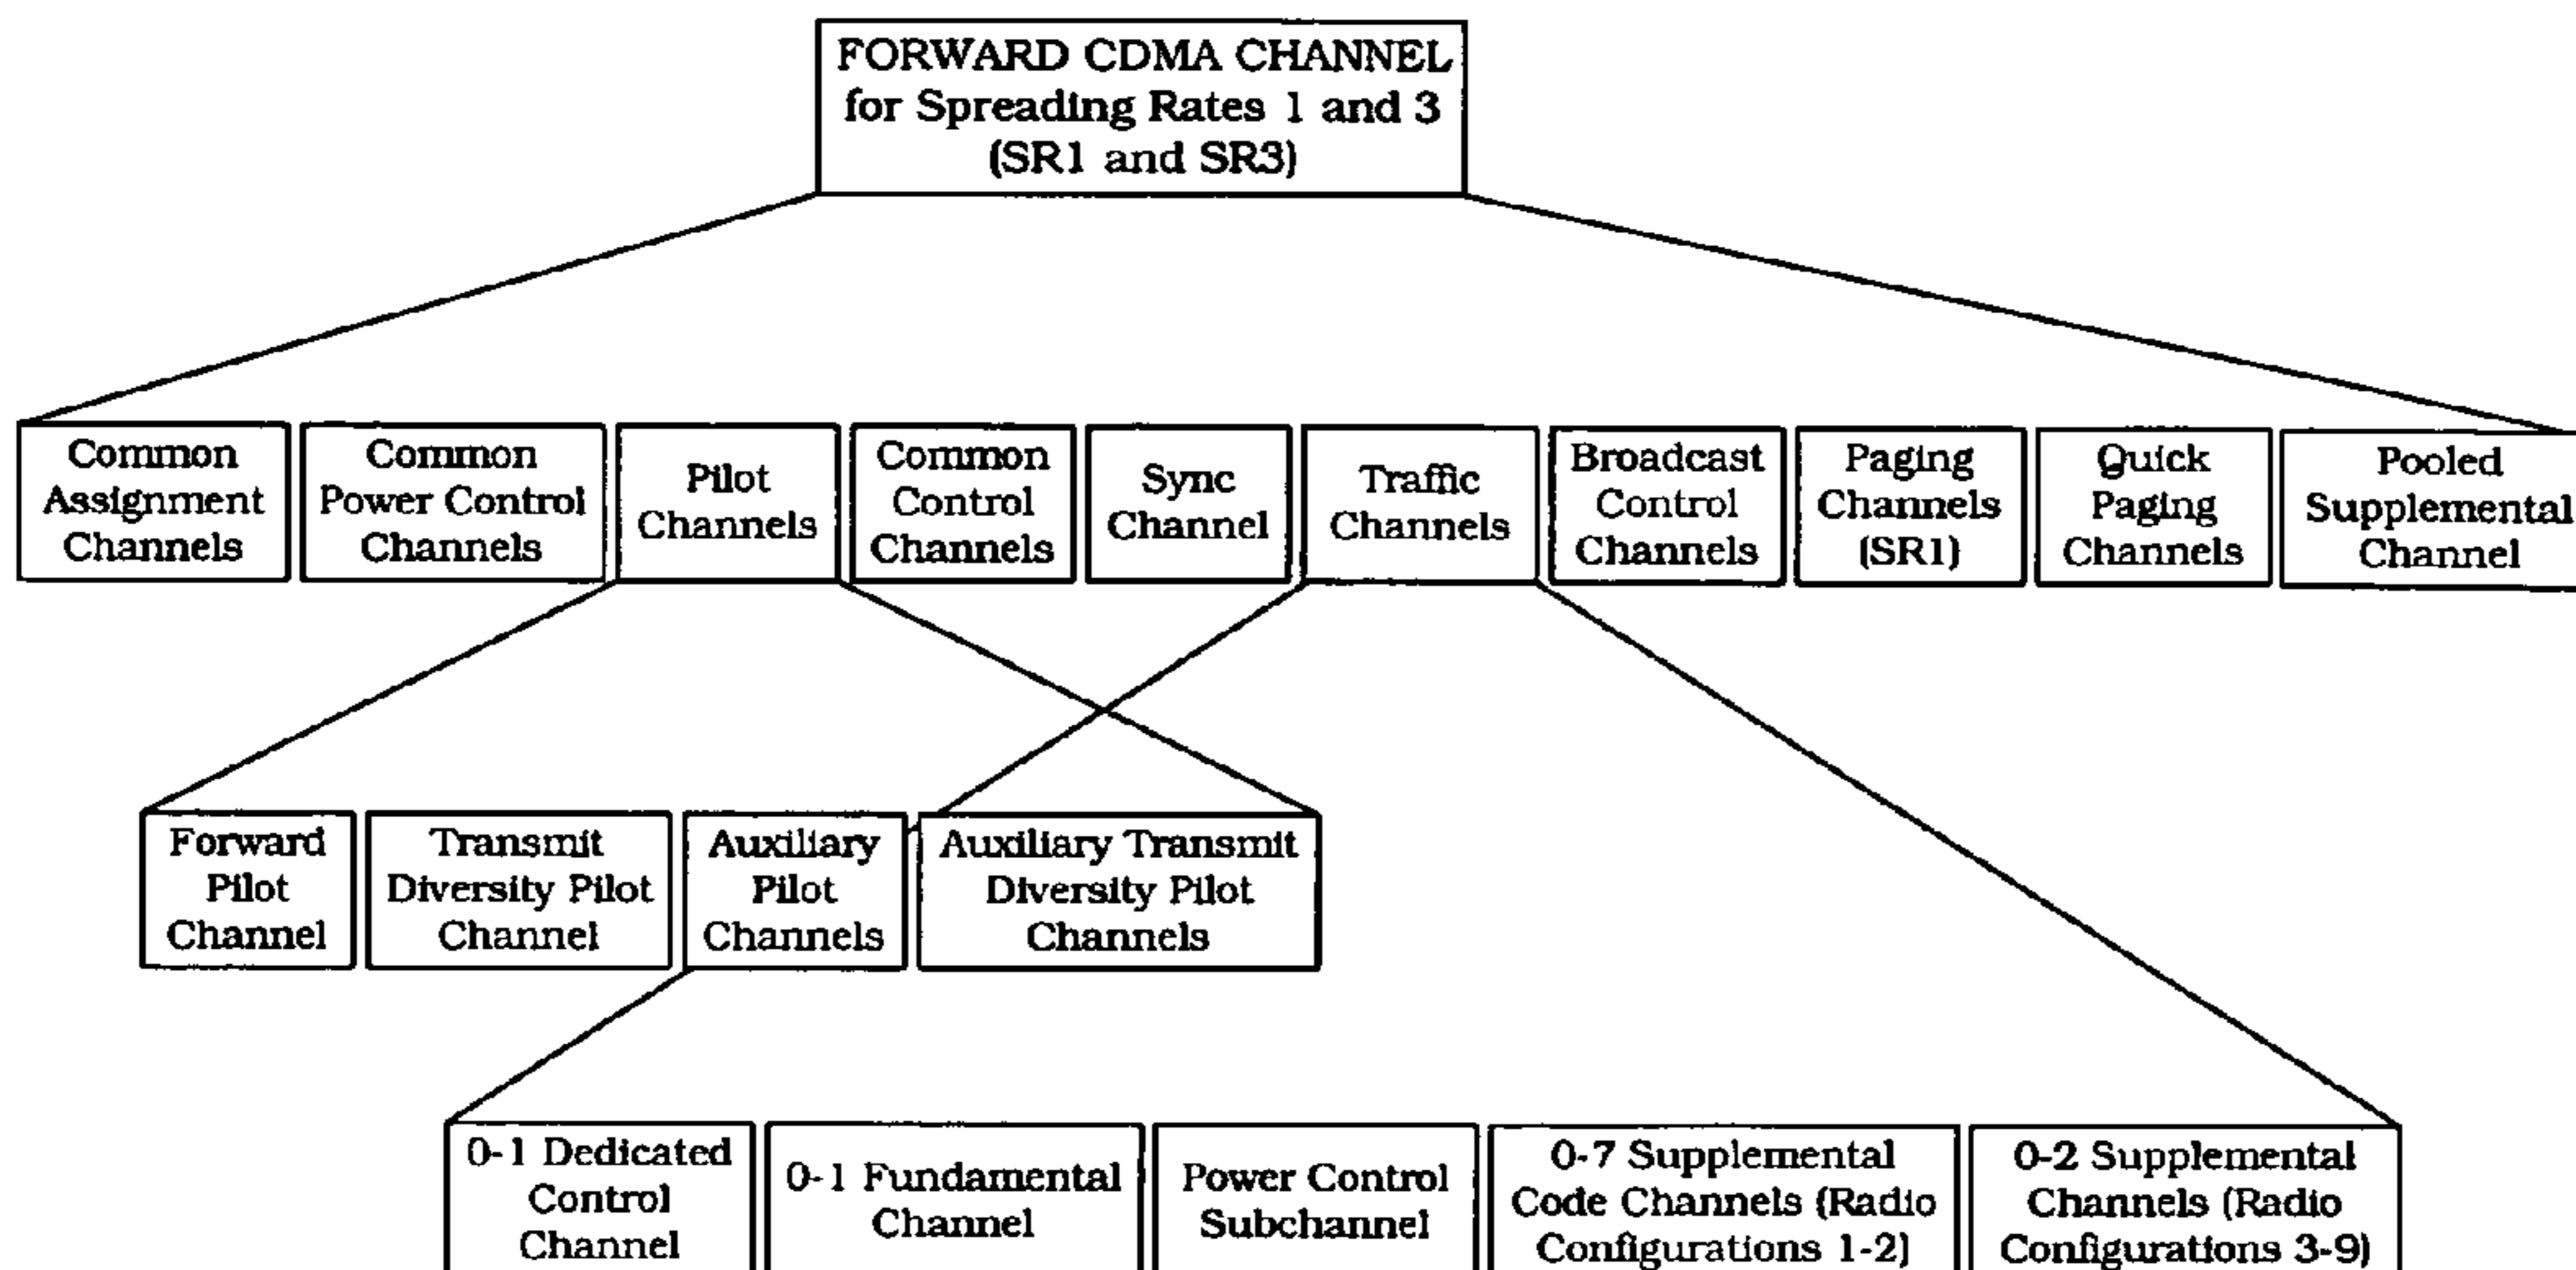 FORWARD CDMA CHANNEL
for Spreading Rates 1 and 3
(SR1 and SR3)
Common
Assignment
Channels
Common
Power Control
Channels
Pilot
Channels
Common
Control
Channels
Sync
Channel
Traffic
Channels
Broadcast
Control
Channels
Paging
Channels
(SR1)
Quick
Paging
Channels
Pooled
Supplemental
Channel
Forward
Pilot
Channel
Transmit
Diversity Pilot
Channel
Auxiliary
Pilot
Channels
Auxiliary Transmit
Diversity Pilot
Channels
0-1 Dedicated
Control
Channel
0-1 Fundamental
Channel
Power Control
Subchannel
0-7 Supplemental
Code Channels (Radio
Configurations 1-2)
0-2 Supplemental
Channels (Radio
Configurations 3-9)